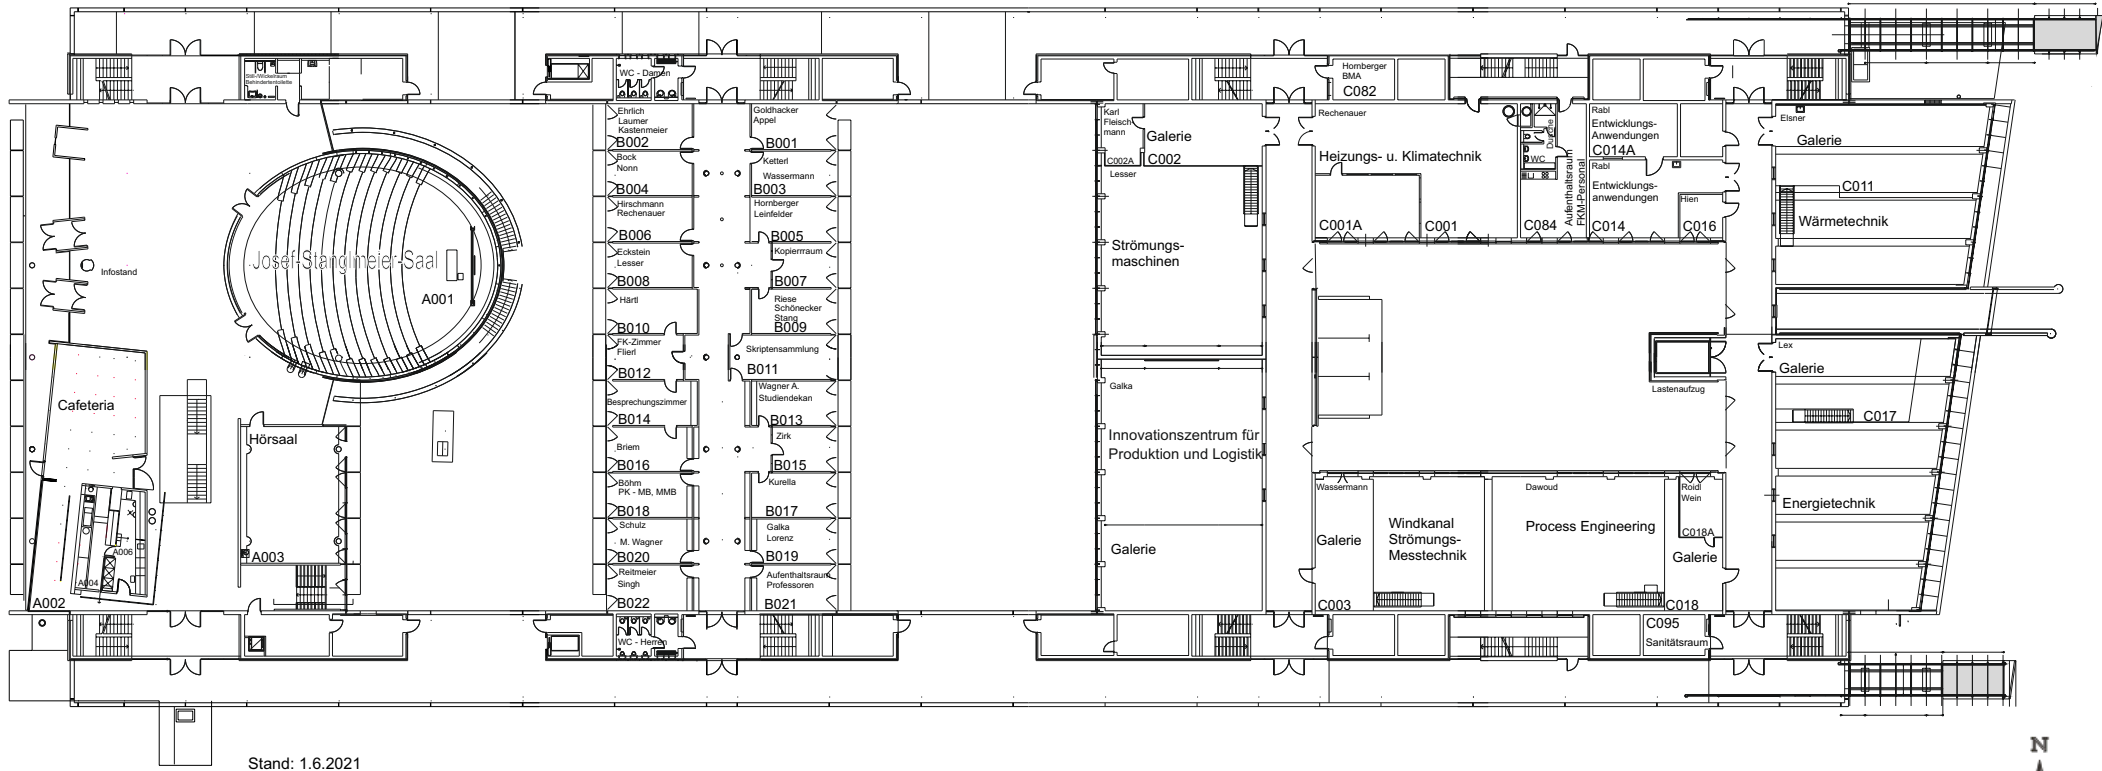 Still-/Wickelraum
Behindertentoilette
WC - Damen
Infostand
Josef-Stanglmeier-Saal
A001
Cafeteria
Hörsaal
A003
A006
A004
A002
Ehrlich
Laumer
Kastenmeier
B002
Bock
Nonn
B004
Hirschmann
Rechenauer
B006
Eckstein
Lesser
B008
Härtl
B010
FK-Zimmer
Flierl
B012
Besprechungszimmer
B014
Briem
B016
Böhm
PK - MB, MMB
B018
Schulz
M. Wagner
B020
Reitmeier
Singh
B022
WC - Herren
Goldhacker
Appel
B001
Ketterl
Wassermann
B003
Hornberger
Leinfelder
B005
Kopierrraum
B007
Riese
Schönecker
Stang
B009
Skriptensammlung
B011
Wagner A.
Studiendekan
B013
Zirk
B015
Kurella
B017
Galka
Lorenz
B019
Aufenthaltsraum
Professoren
B021
Karl
Fleisch
mann
C002A
Galerie
C002
Lesser
Strömungs-
maschinen
Galka
Innovationszentrum für
Produktion und Logistik
Galerie
Hornberger
BMA
C082
Rechenauer
Heizungs- u. Klimatechnik
C001A
C001
Dusche
WC
C084
Aufenthaltsraum
FKM-Personal
Rabl
Entwicklungs-
Anwendungen
C014A
Rabl
Entwicklungs-
anwendungen
C014
Hien
C016
Elsner
Galerie
C011
Wärmetechnik
Lastenaufzug
Lex
Galerie
C017
Energietechnik
Wassermann
Galerie
C003
Windkanal
Strömungs-
Messtechnik
Dawoud
Process Engineering
Roidl
Wein
C018A
Galerie
C018
C095
Sanitätsraum
Stand: 1.6.2021
N